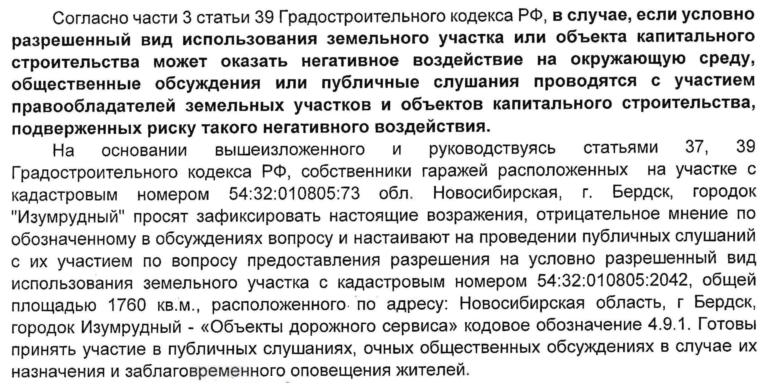 Согласно части 3 статьи 39 Градостроительного кодекса РФ, в случае, если условно
разрешенный вид использования земельного участка или объекта капитального
строительства может оказать негативное воздействие на окружающую среду,
общественные обсуждения или публичные слушания проводятся с участием
правообладателей земельных участков и объектов капитального строительства,
подверженных риску такого негативного воздействия.
На основании вышеизложенного и руководствуясь статьями 37, 39
Градостроительного кодекса РФ, собственники гаражей расположенных на участке с
кадастровым номером 54:32:010805:73 обл. Новосибирская, г. Бердск, городок
"Изумрудный" просят зафиксировать настоящие возражения, отрицательное мнение по
обозначенному в обсуждениях вопросу и настаивают на проведении публичных слушаний
с их участием по вопросу предоставления разрешения на условно разрешенный вид
использования земельного участка с кадастровым номером 54:32:010805:2042, общей
площадью 1760 кв.м., расположенного по адресу: Новосибирская область, г Бердск,
городок Изумрудный - «Объекты дорожного сервиса» кодовое обозначение 4.9.1. Готовы
принять участие в публичных слушаниях, очных общественных обсуждениях в случае их
назначения и заблаговременного оповещения жителей.